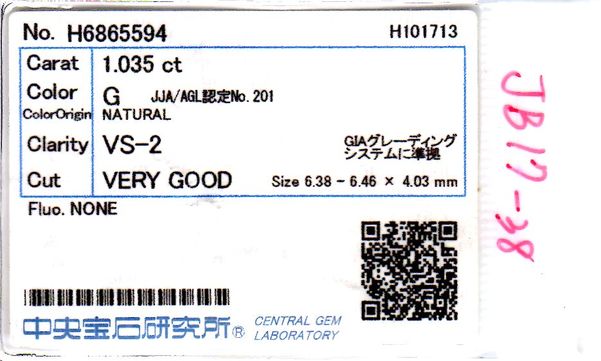 No. H6865594 H101713
Carat 1.035 ct
Color G JJA/AGL認定No.201
ColorOrigin NATURAL
Clarity VS-2 GIAグレーディング
システムに準拠
Cut VERY GOOD Size 6.38 - 6.46 × 4.03 mm
Fluo. NONE
中央宝石研究所® CENTRAL GEM
LABORATORY
JB17-38